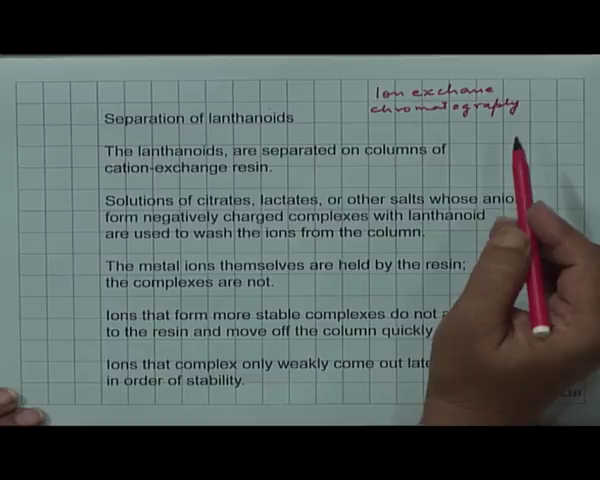 Ion exchane
chromatography
Separation of lanthanoids
The lanthanoids, are separated on columns of
cation-exchange resin.
Solutions of citrates, lactates, or other salts whose anio
form negatively charged complexes with lanthanoid
are used to wash the ions from the column.
The metal ions themselves are held by the resin;
the complexes are not.
Ions that form more stable complexes do not
to the resin and move off the column quickly
Ions that complex only weakly come out late
in order of stability.